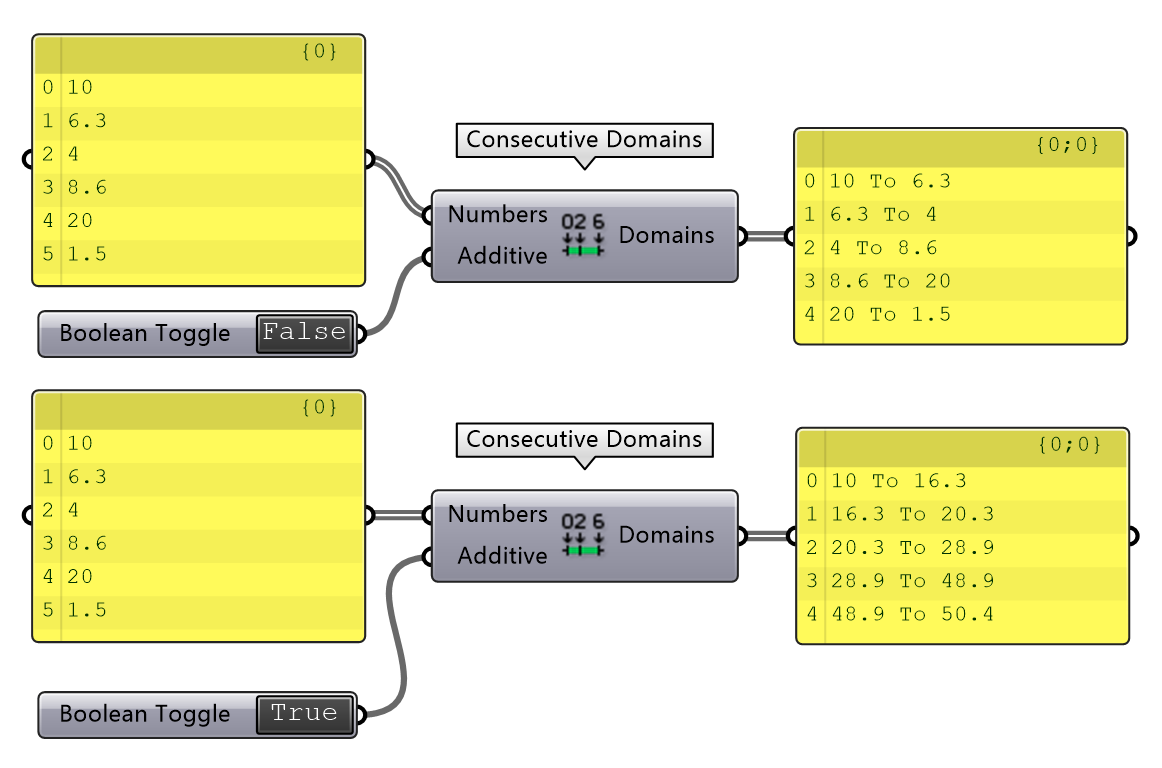 {0}
0 10
1 6.3
2 4
3 8.6
4 20
5 1.5
Boolean Toggle False
Consecutive Domains
Numbers
Additive
02 6
Domains
{0;0}
0 10 To 6.3
1 6.3 To 4
2 4 To 8.6
3 8.6 To 20
4 20 To 1.5
{0}
0 10
1 6.3
2 4
3 8.6
4 20
5 1.5
Boolean Toggle True
Consecutive Domains
Numbers
Additive
02 6
Domains
{0;0}
0 10 To 16.3
1 16.3 To 20.3
2 20.3 To 28.9
3 28.9 To 48.9
4 48.9 To 50.4